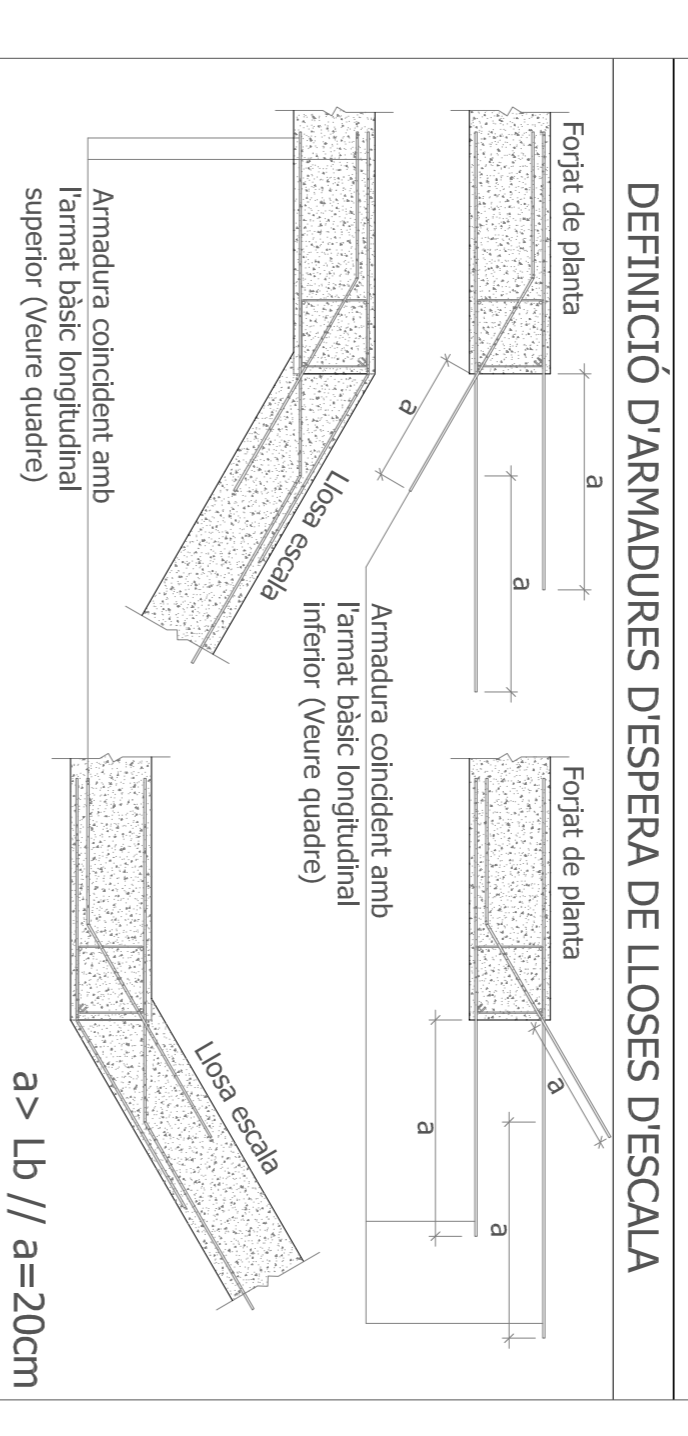 DEFINICIÓ D'ARMADURES D'ESPERA DE LLOSES D'ESCALA
Forjat de planta
a
a
a
Forjat de planta
a
a
a
Armadura coincident amb
l'armat bàsic longitudinal
inferior (Veure quadre)
Llosa escala
Armadura coincident amb
l'armat bàsic longitudinal
superior (Veure quadre)
Llosa escala
a> Lb // a=20cm